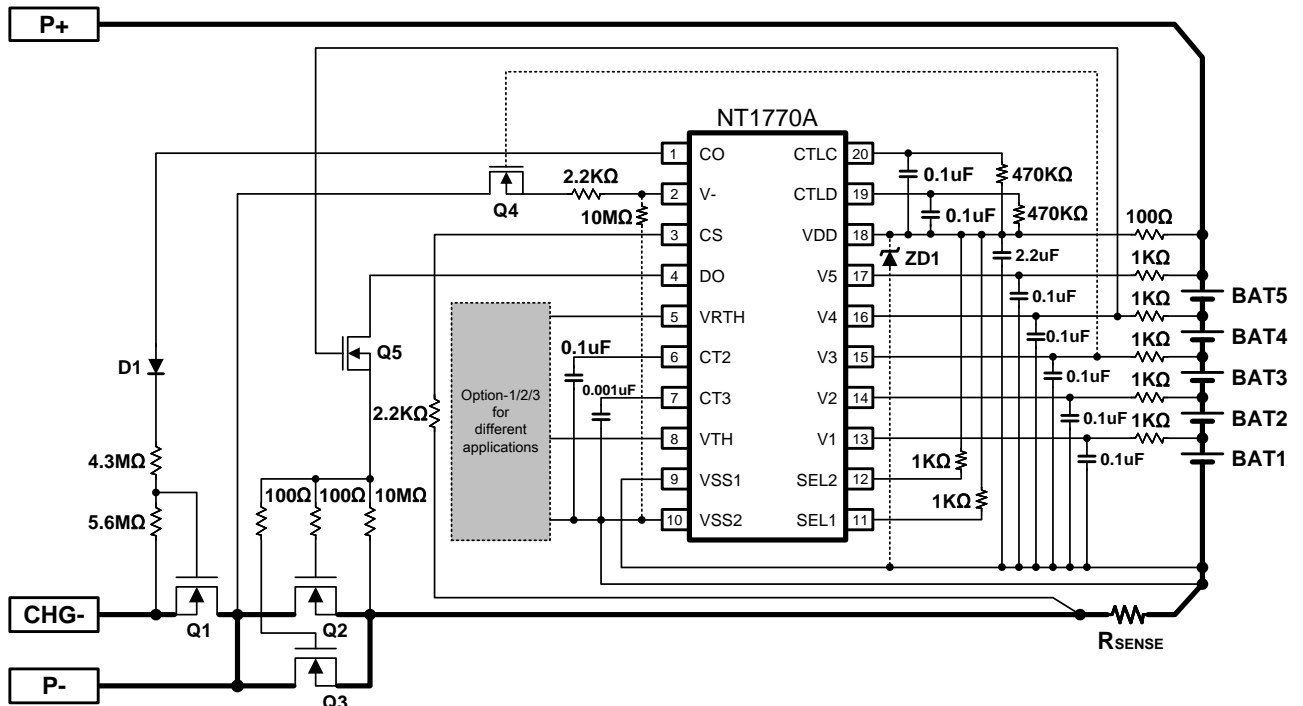 P+
NT1770A
1 CO CTLC 20
2 V- CTLD 19
3 CS VDD 18
4 DO V5 17
5 VRTH V4 16
6 CT2 V3 15
7 CT3 V2 14
8 VTH V1 13
9 VSS1 SEL2 12
10 VSS2 SEL1 11
Q4
2.2KΩ
10MΩ
0.1uF
470KΩ
0.1uF
470KΩ
100Ω
ZD1
2.2uF
1KΩ
0.1uF
BAT5
1KΩ
0.1uF
BAT4
1KΩ
0.1uF
BAT3
1KΩ
0.1uF
BAT2
1KΩ
0.1uF
BAT1
1KΩ
1KΩ
D1
Q5
2.2KΩ
0.1uF
0.001uF
Option-1/2/3
for
different
applications
4.3MΩ
5.6MΩ
100Ω
100Ω
10MΩ
CHG-
Q1
Q2
RSENSE
P-
Q3